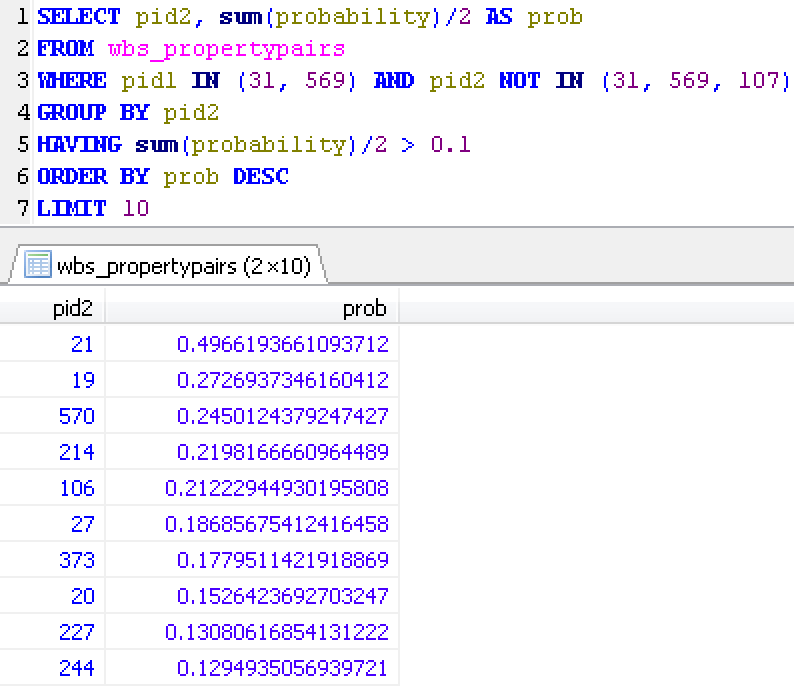 1 SELECT pid2, sum(probability)/2 AS prob
2 FROM wbs_propertypairs
3 WHERE pid1 IN (31, 569) AND pid2 NOT IN (31, 569, 107)
4 GROUP BY pid2
5 HAVING sum(probability)/2 > 0.1
6 ORDER BY prob DESC
7 LIMIT 10
wbs_propertypairs (2×10)
pid2 prob
21 0.4966193661093712
19 0.2726937346160412
570 0.2450124379247427
214 0.2198166660964489
106 0.21222944930195808
27 0.18685675412416458
373 0.1779511421918869
20 0.1526423692703247
227 0.13080616854131222
244 0.1294935056939721